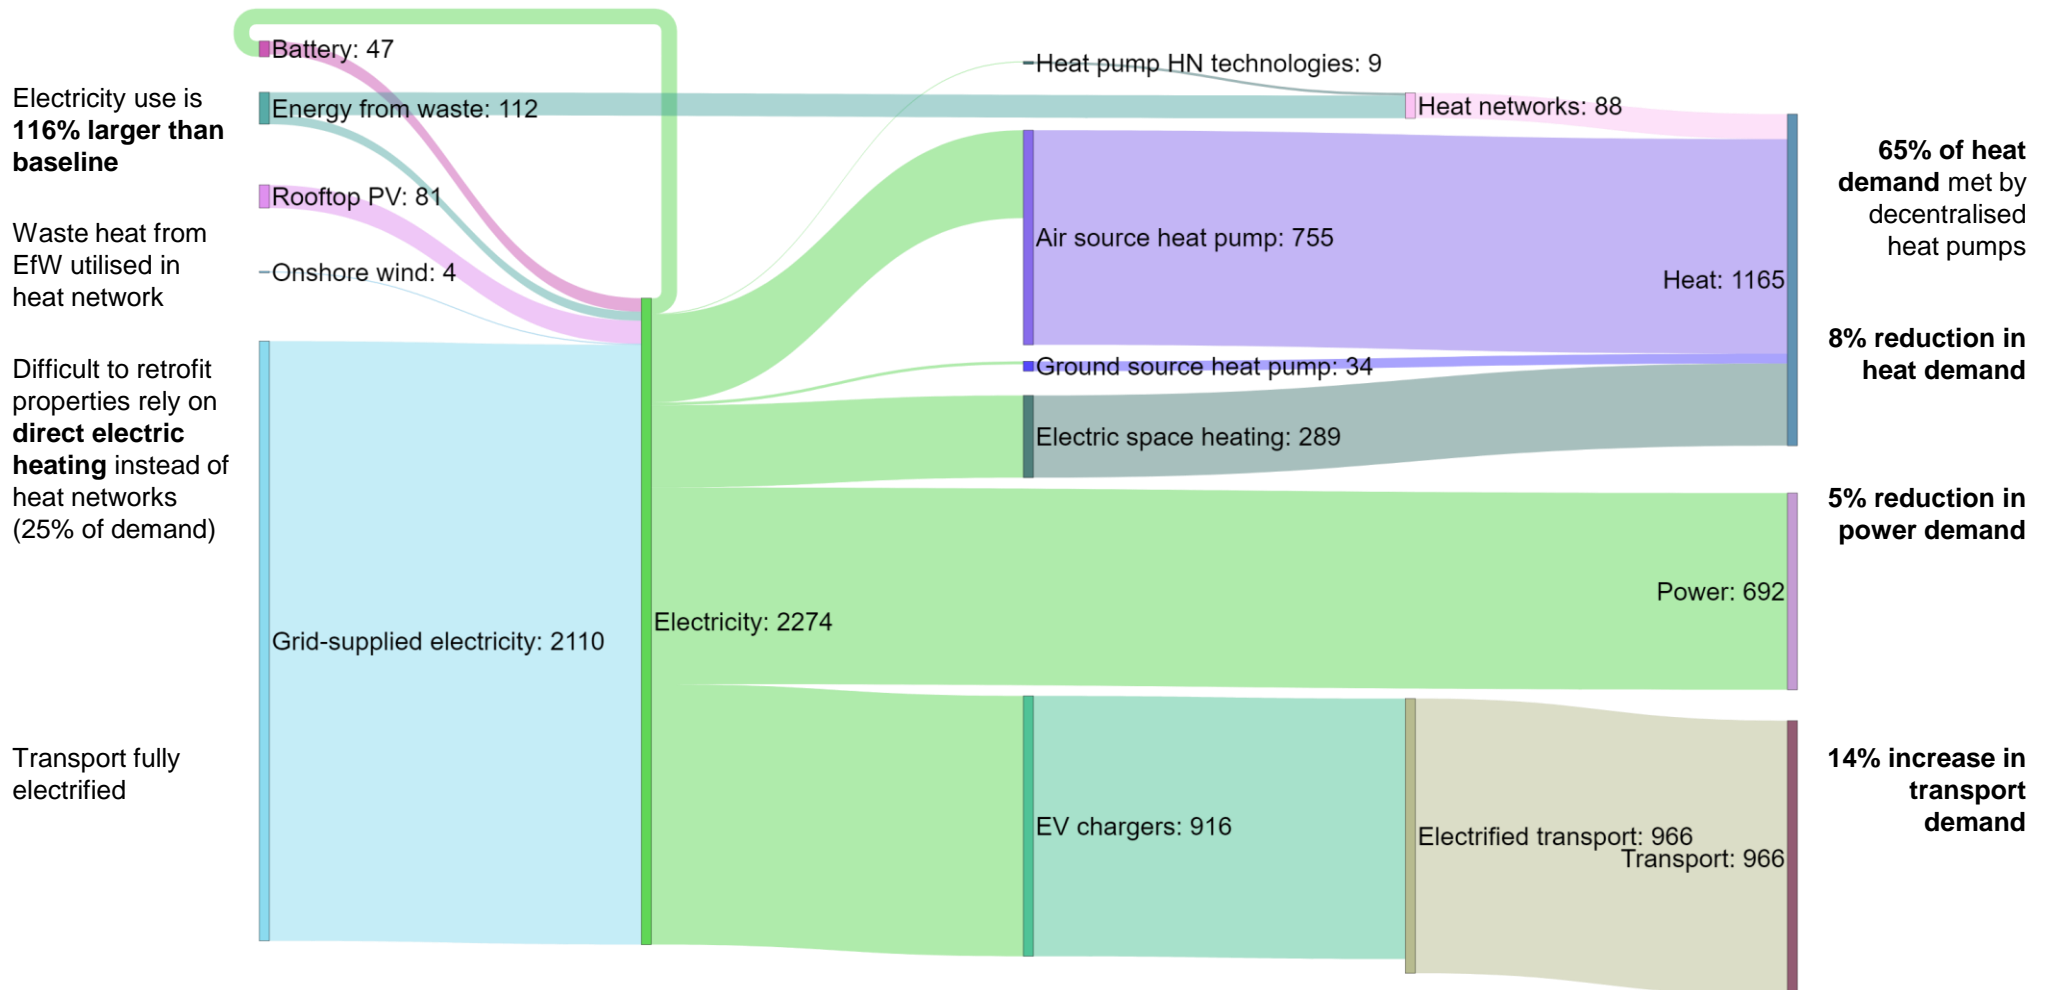 Electricity use is
116% larger than
baseline
Waste heat from
EfW utilised in
heat network
Difficult to retrofit
properties rely on
direct electric
heating instead of
heat networks
(25% of demand)
Transport fully
electrified
Battery: 47
Energy from waste: 112
Rooftop PV: 81
Onshore wind: 4
Grid-supplied electricity: 2110
Electricity: 2274
Heat pump HN technologies: 9
Air source heat pump: 755
Ground source heat pump: 34
Electric space heating: 289
EV chargers: 916
Heat networks: 88
Electrified transport: 966
Heat: 1165
Power: 692
Transport: 966
65% of heat
demand met by
decentralised
heat pumps
8% reduction in
heat demand
5% reduction in
power demand
14% increase in
transport
demand